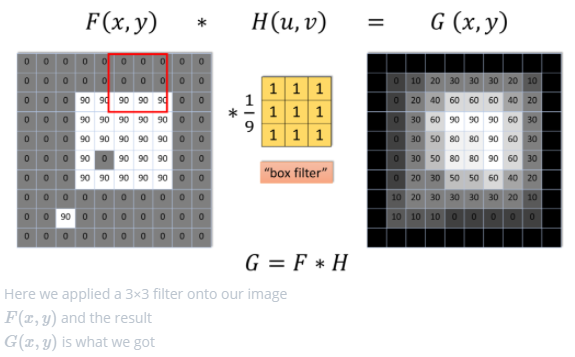 F(x, y) * H(u, v) = G (x, y)
0 0 0 0 0 0 0 0 0 0
0 0 0 0 0 0 0 0 0 0
0 0 0 90 90 90 90 90 0 0
0 0 0 90 90 90 90 90 0 0
0 0 0 90 90 90 90 90 0 0
0 0 0 90 0 90 90 90 0 0
0 0 0 90 90 90 90 90 0 0
0 0 0 0 0 0 0 0 0 0
0 0 90 0 0 0 0 0 0 0
0 0 0 0 0 0 0 0 0 0
* 1/9
1 1 1
1 1 1
1 1 1
"box filter"
0 10 20 30 30 30 20 10
0 20 40 60 60 60 40 20
0 30 60 90 90 90 60 30
0 30 50 80 80 90 60 30
0 30 50 80 80 90 60 30
0 20 30 50 50 60 40 20
10 20 30 30 30 30 20 10
10 10 10 0 0 0 0 0
G = F * H
Here we applied a 3×3 filter onto our image
F(x, y) and the result
G(x, y) is what we got